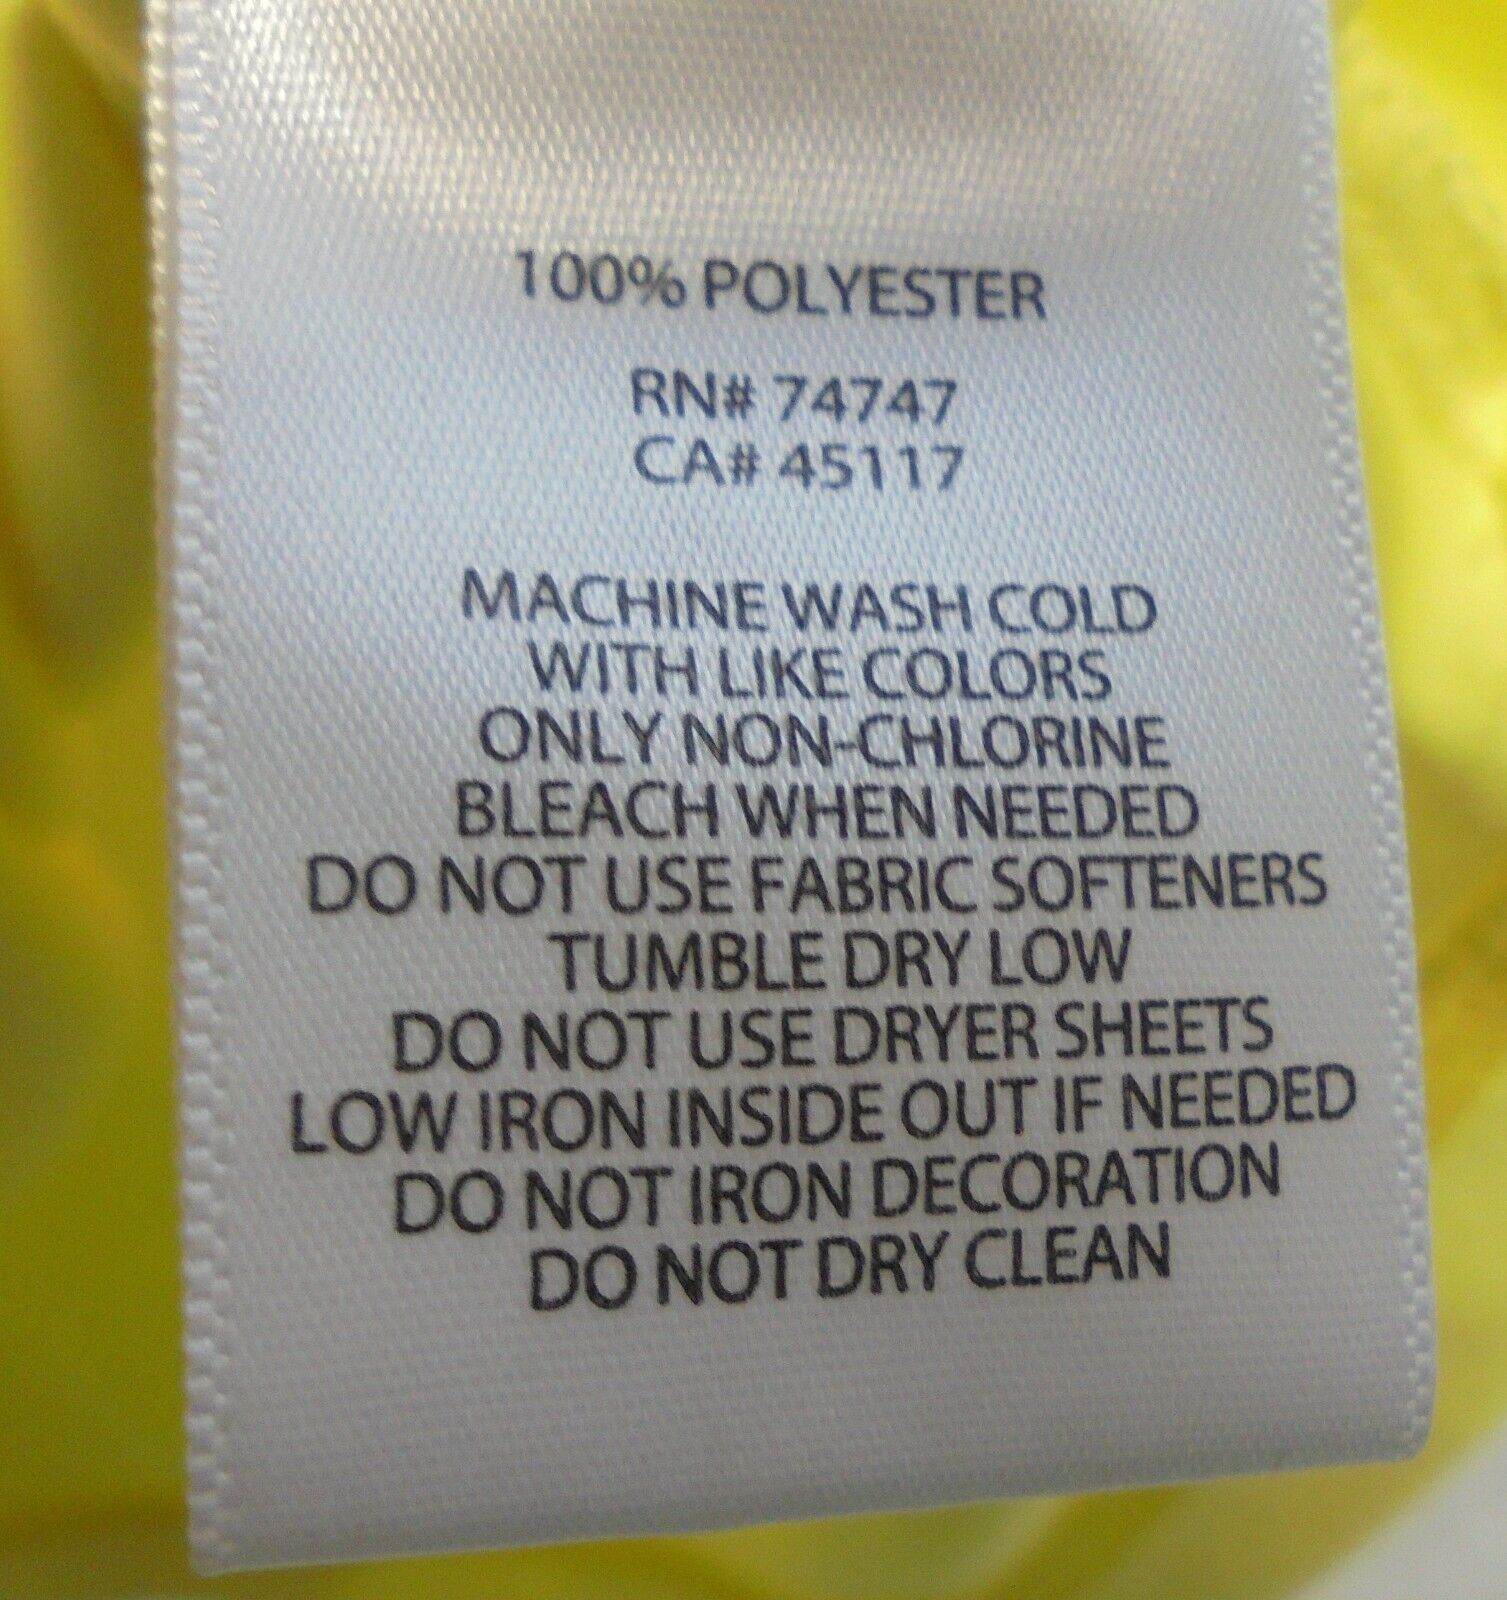 100% POLYESTER
RN# 74747
CA# 45117
MACHINE WASH COLD
WITH LIKE COLORS
ONLY NON-CHLORINE
BLEACH WHEN NEEDED
DO NOT USE FABRIC SOFTENERS
TUMBLE DRY LOW
DO NOT USE DRYER SHEETS
LOW IRON INSIDE OUT IF NEEDED
DO NOT IRON DECORATION
DO NOT DRY CLEAN